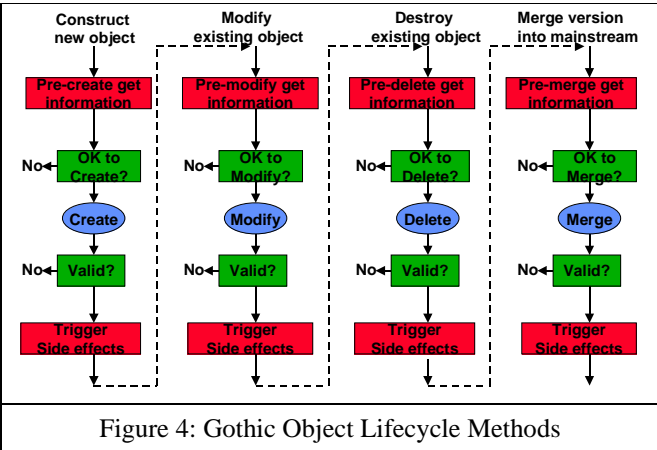 Construct
new object
Pre-create get
information
No
OK to
Create?
Create
No
Valid?
Trigger
Side effects
Modify
existing object
Pre-modify get
information
No
OK to
Modify?
Modify
No
Valid?
Trigger
Side effects
Destroy
existing object
Pre-delete get
information
No
OK to
Delete?
Delete
No
Valid?
Trigger
Side effects
Merge version
into mainstream
Pre-merge get
information
No
OK to
Merge?
Merge
No
Valid?
Trigger
Side effects
Figure 4: Gothic Object Lifecycle Methods